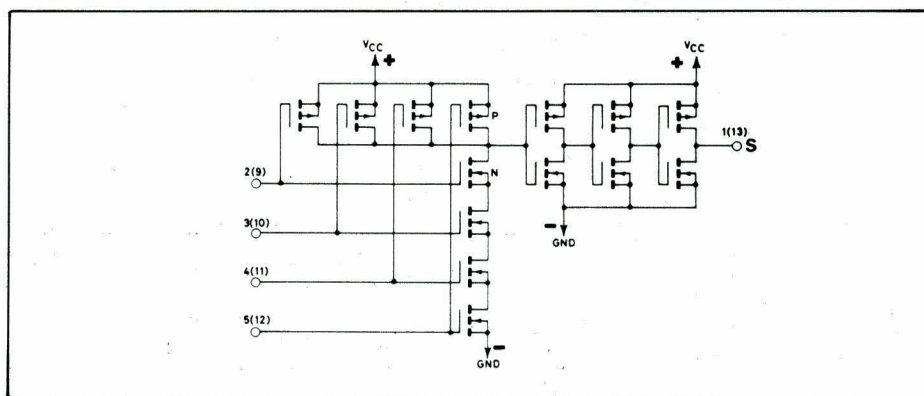 VCC VCC
+ +
P
1(13) S
2(9) N
3(10)
- GND
4(11)
5(12)
- GND